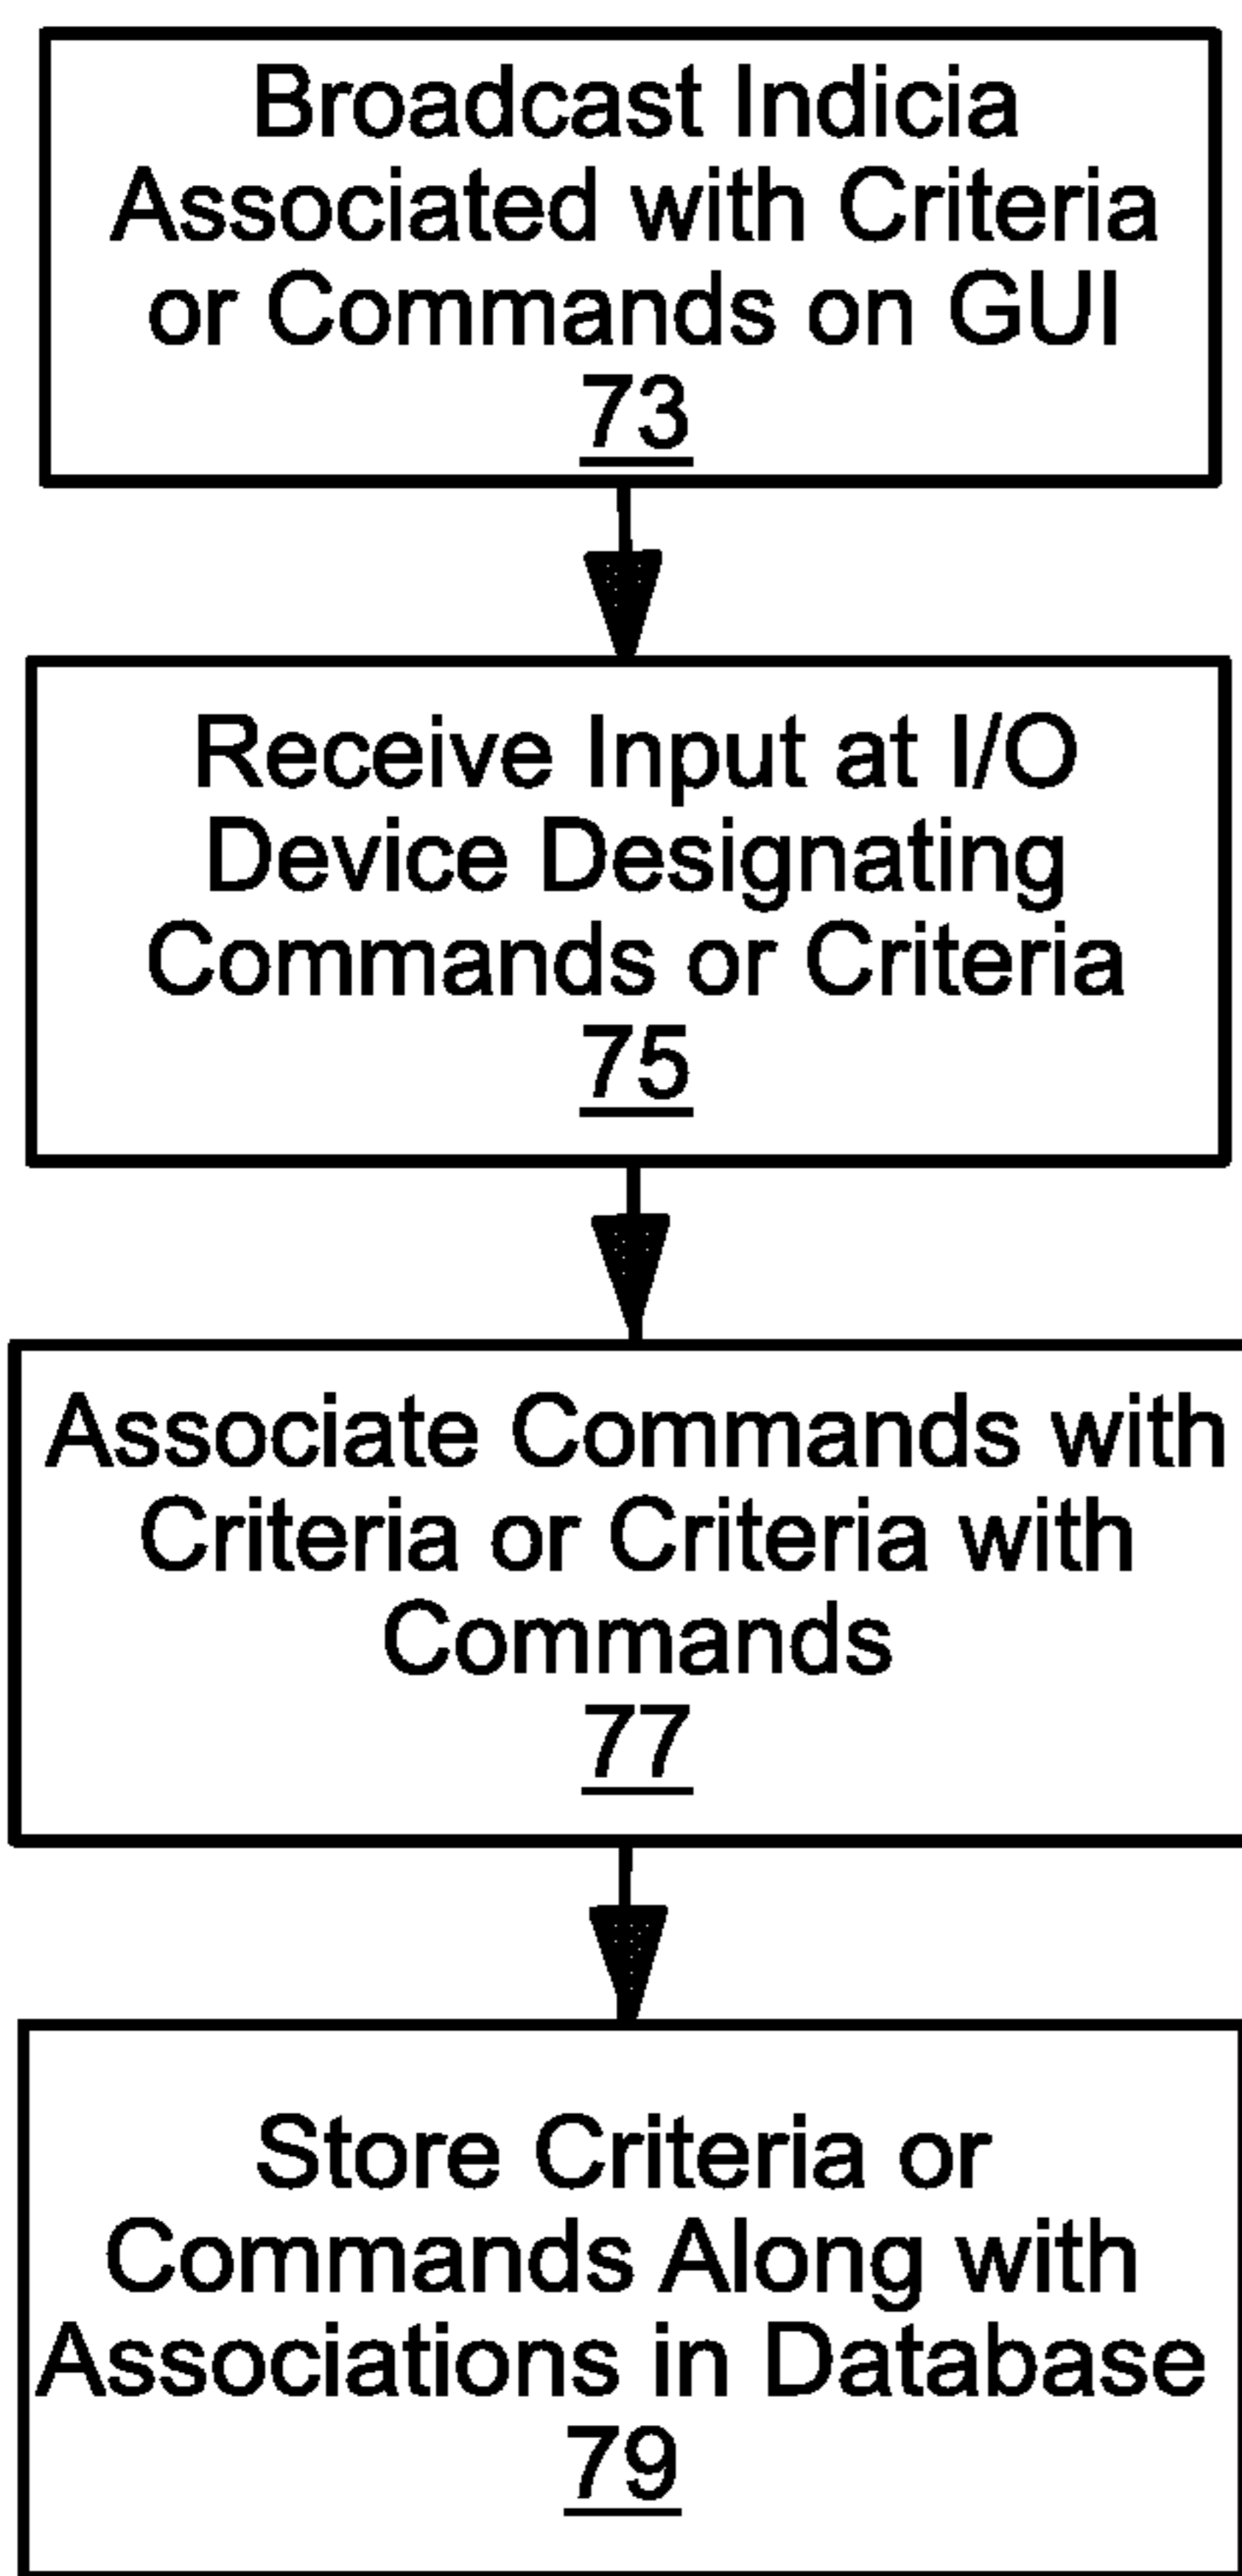 Broadcast Indicia
Associated with Criteria
or Commands on GUI
73
Receive Input at I/O
Device Designating
Commands or Criteria
75
Associate Commands with
Criteria or Criteria with
Commands
77
Store Criteria or
Commands Along with
Associations in Database
79